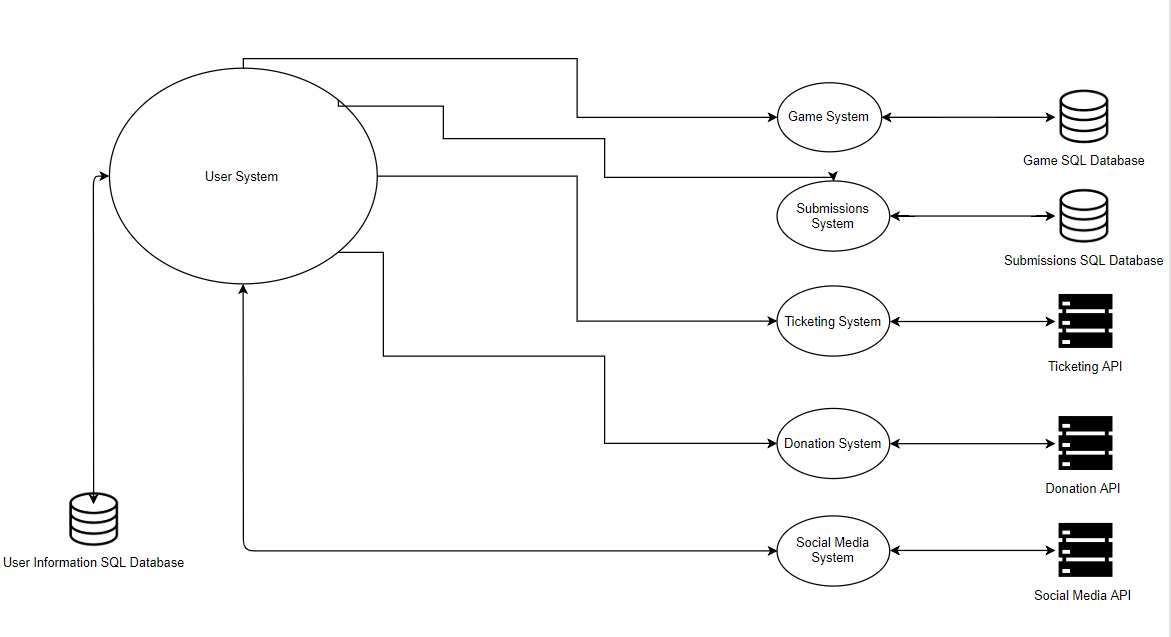 Game System
Game SQL Database
User System
Submissions
System
Submissions SQL Database
Ticketing System
Ticketing API
Donation System
Donation API
User Information SQL Database
Social Media
System
Social Media API